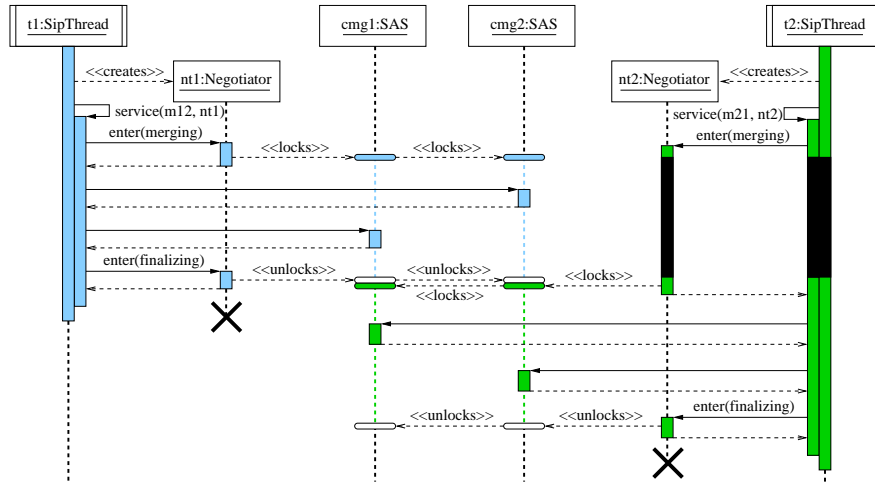 t1:SipThread
cmg1:SAS
cmg2:SAS
t2:SipThread
<<creates>>
nt1:Negotiator
nt2:Negotiator
<<creates>>
service(m12, nt1)
service(m21, nt2)
enter(merging)
enter(merging)
<<locks>>
<<locks>>
enter(finalizing)
<<unlocks>>
<<unlocks>>
<<locks>>
<<locks>>
enter(finalizing)
<<unlocks>>
<<unlocks>>